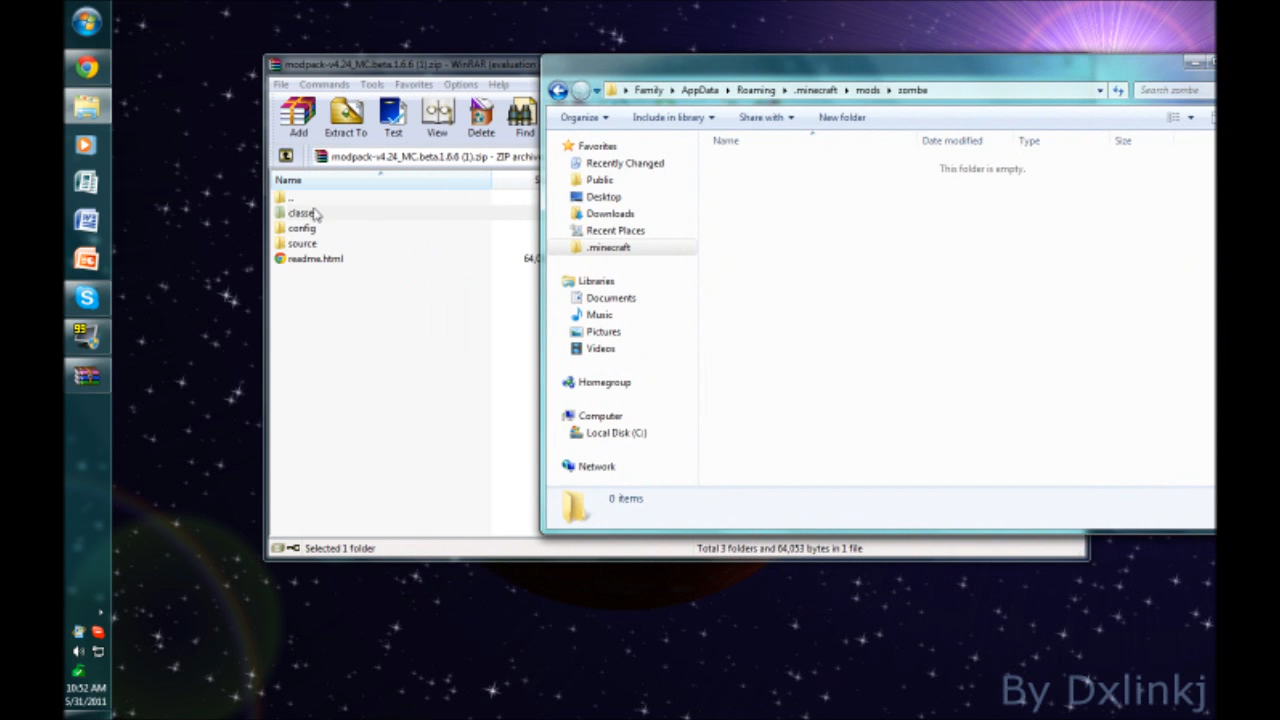 modpack-v4.24_MC.beta.1.6.6 (1).zip - WinRAR (evaluation
File Commands Tools Favorites Options Help
Add Extract To Test View Delete Find
modpack-v4.24_MC.beta.1.6.6 (1).zip - ZIP archive
Name S
..
classe
config
source
readme.html 64,0
Selected 1 folder Total 3 folders and 64,053 bytes in 1 file
Family AppData Roaming .minecraft mods zombe Search zombe
Organize Include in library Share with New folder
Name Date modified Type Size
This folder is empty.
Favorites
Recently Changed
Public
Desktop
Downloads
Recent Places
.minecraft
Libraries
Documents
Music
Pictures
Videos
Homegroup
Computer
Local Disk (C:)
Network
0 items
99
10:52 AM
5/31/2011
By Dxlinkj